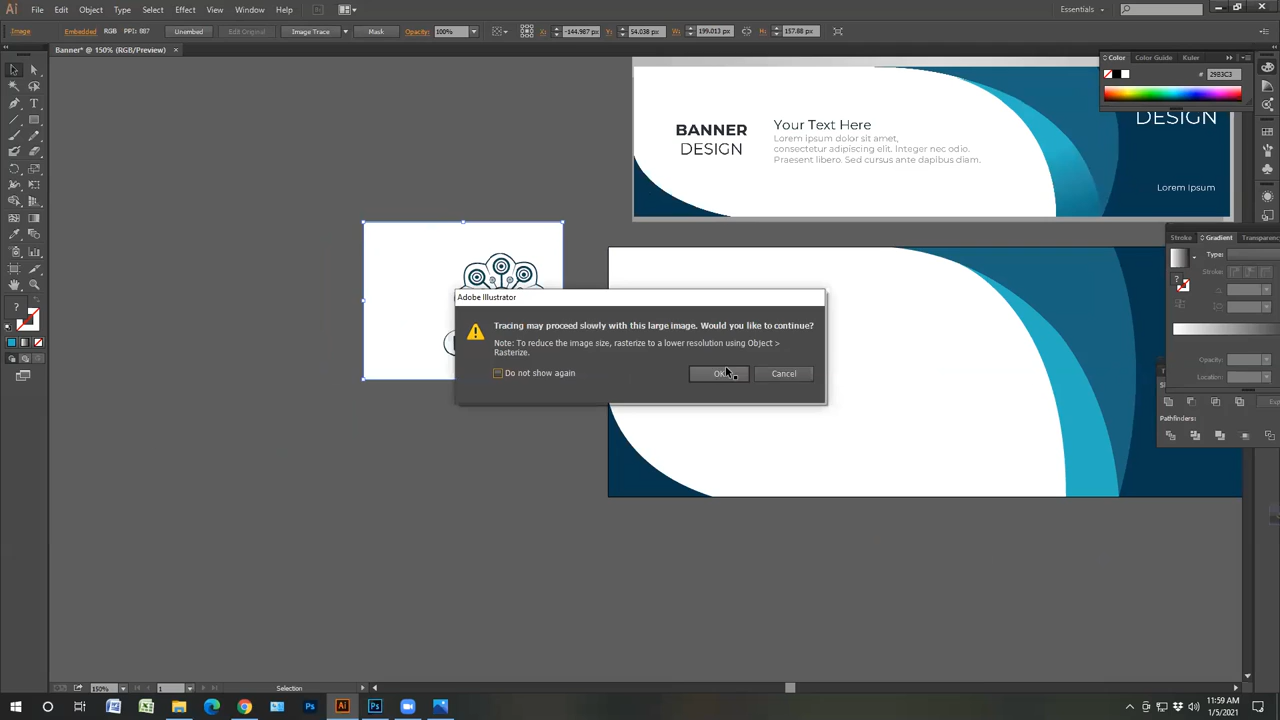 Ai File Edit Object Type Select Effect View Window Help Br Essentials
Image Embedded RGB PPI: 887 Unembed Edit Original Image Trace Mask Opacity: 100% X: -144.987 px Y: 54.038 px W: 199.013 px H: 157.88 px
Banner* @ 150% (RGB/Preview) ×
Color Color Guide Kuler
# 29B3C3
BANNER
DESIGN
Your Text Here
Lorem ipsum dolor sit amet,
consectetur adipiscing elit. Integer nec odio.
Praesent libero. Sed cursus ante dapibus diam.
DESIGN
Lorem Ipsum
Stroke Gradient Transparenc
Type:
Stroke:
Opacity:
Location:
Pathfinders:
Adobe Illustrator
Tracing may proceed slowly with this large image. Would you like to continue?
Note: To reduce the image size, rasterize to a lower resolution using Object >
Rasterize.
Do not show again
OK
Cancel
150% 1 Selection
11:59 AM
1/5/2021